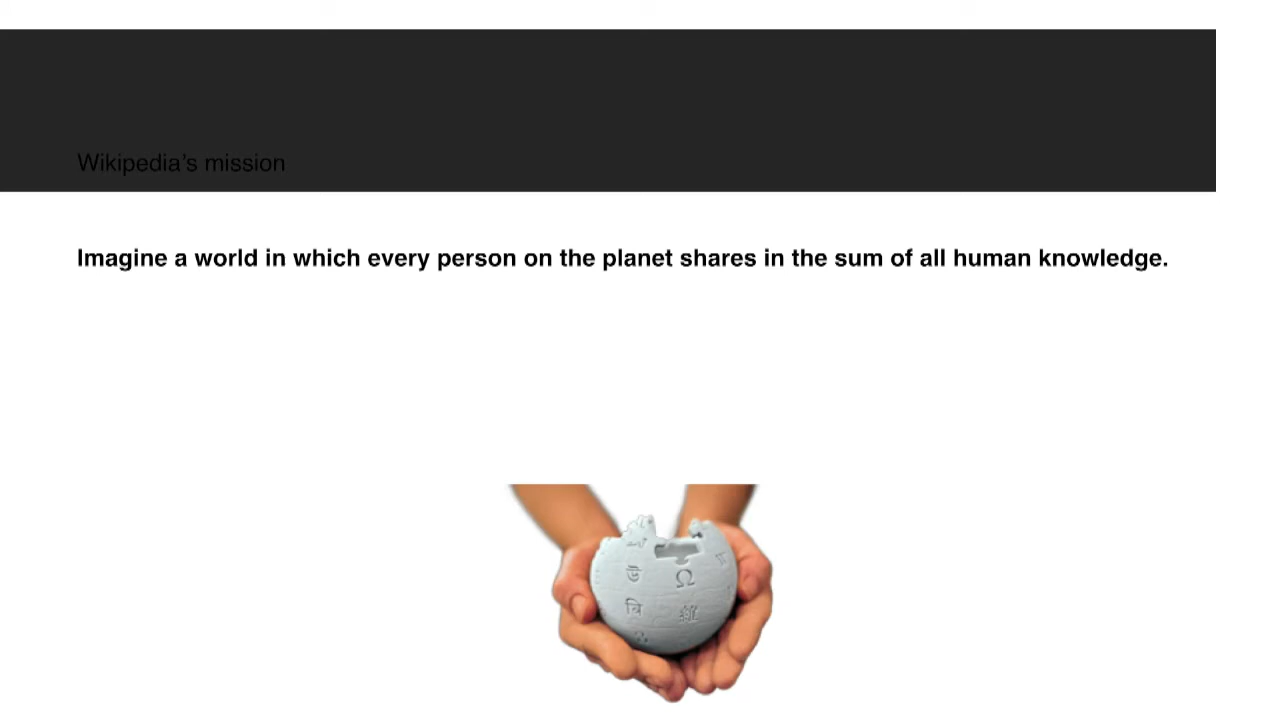 Wikipedia’s mission
Imagine a world in which every person on the planet shares in the sum of all human knowledge.
Ω